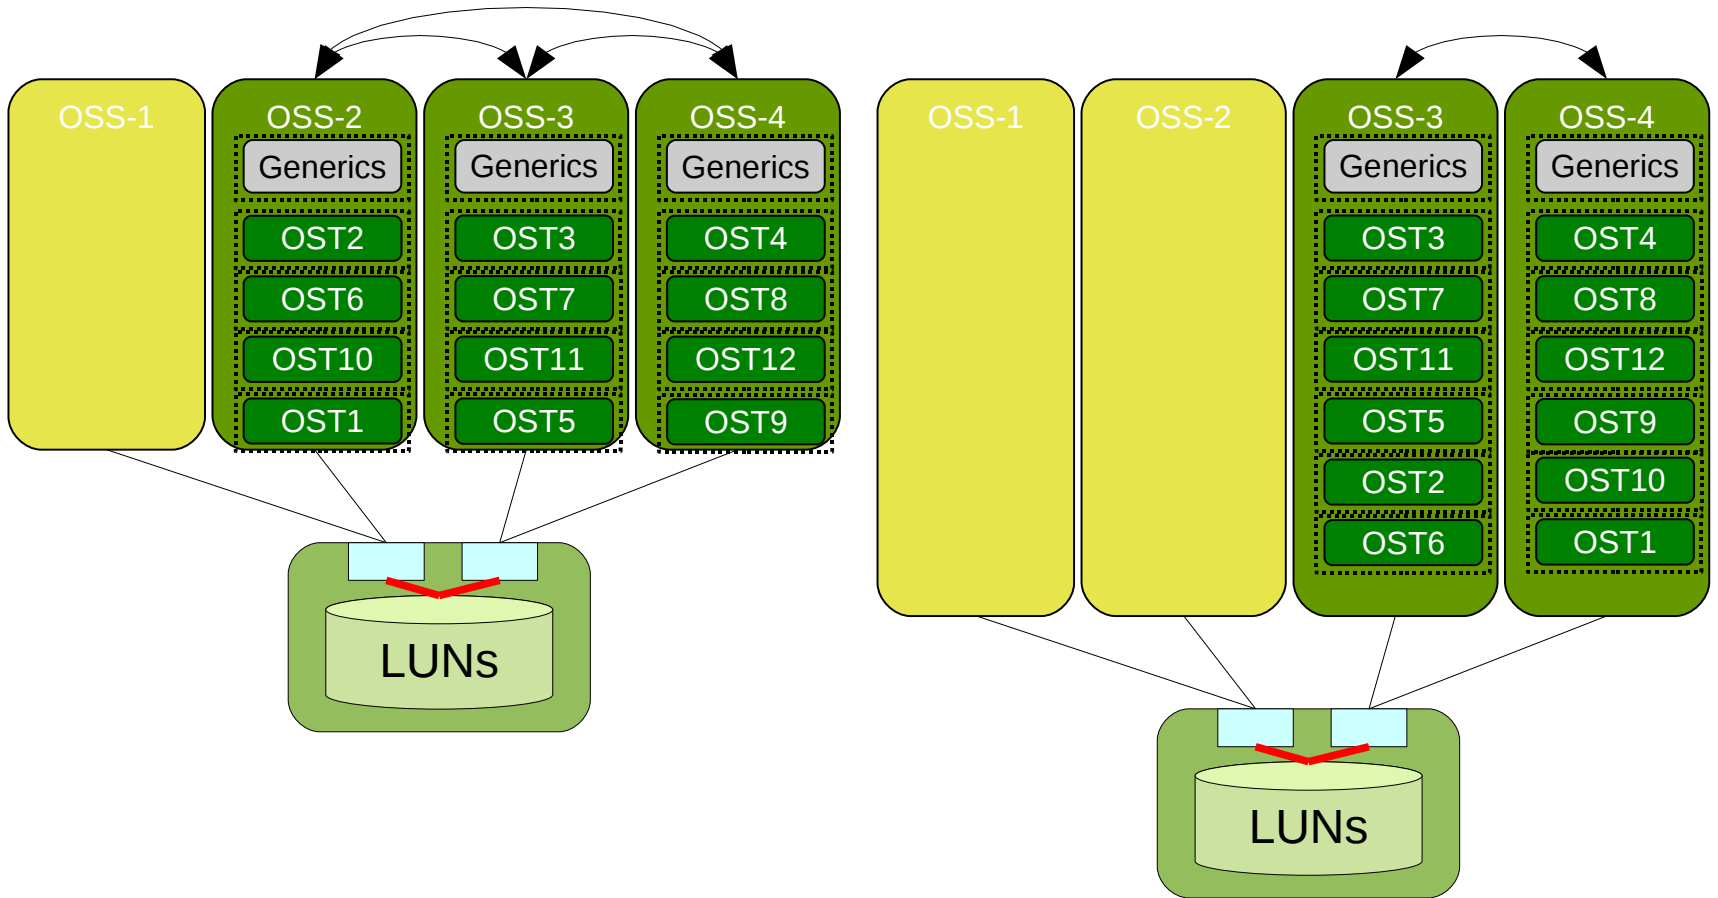 OSS-1
OSS-2
Generics
OST2
OST6
OST10
OST1
OSS-3
Generics
OST3
OST7
OST11
OST5
OSS-4
Generics
OST4
OST8
OST12
OST9
LUNs
OSS-1
OSS-2
OSS-3
Generics
OST3
OST7
OST11
OST5
OST2
OST6
OSS-4
Generics
OST4
OST8
OST12
OST9
OST10
OST1
LUNs